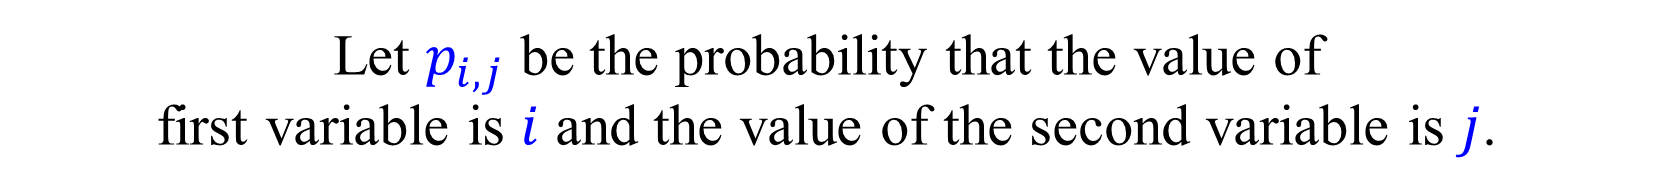 Let p_{i,j} be the probability that the value of
first variable is i and the value of the second variable is j.